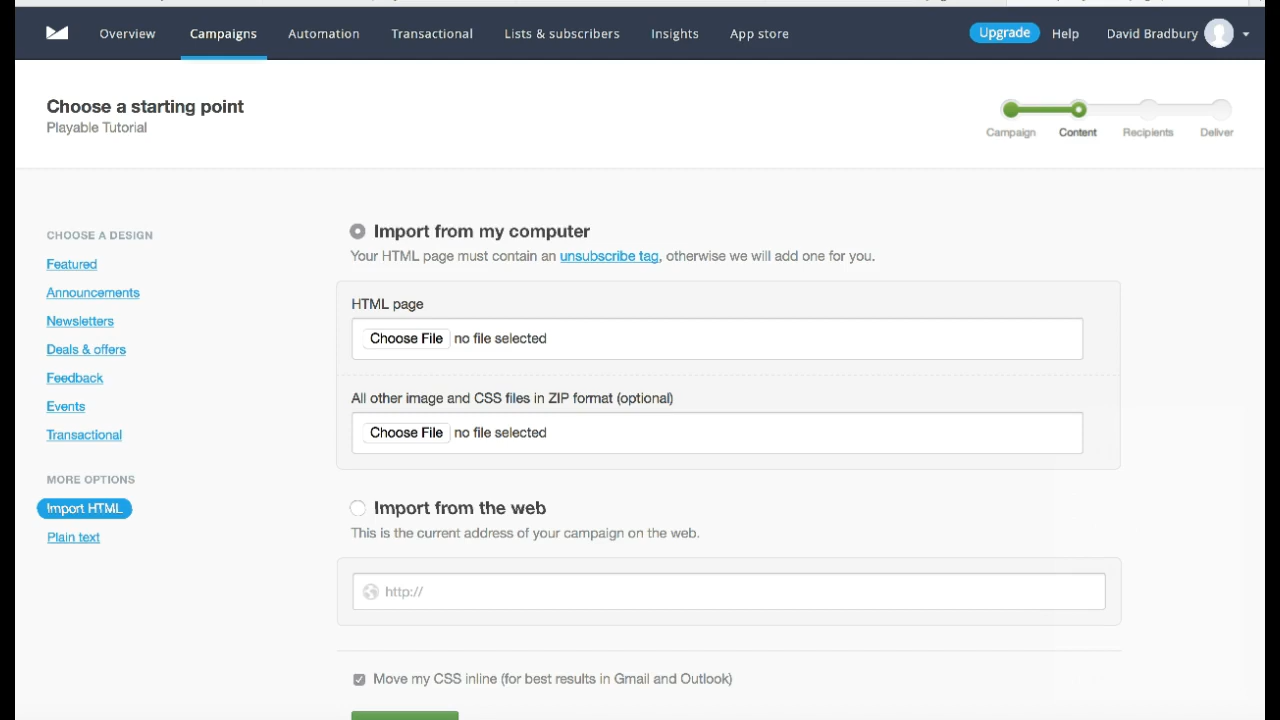 Overview Campaigns Automation Transactional Lists & subscribers Insights App store Upgrade Help David Bradbury
Choose a starting point
Playable Tutorial
Campaign Content Recipients Deliver
CHOOSE A DESIGN
Featured
Announcements
Newsletters
Deals & offers
Feedback
Events
Transactional
MORE OPTIONS
Import HTML
Plain text
Import from my computer
Your HTML page must contain an unsubscribe tag, otherwise we will add one for you.
HTML page
Choose File no file selected
All other image and CSS files in ZIP format (optional)
Choose File no file selected
Import from the web
This is the current address of your campaign on the web.
http://
Move my CSS inline (for best results in Gmail and Outlook)